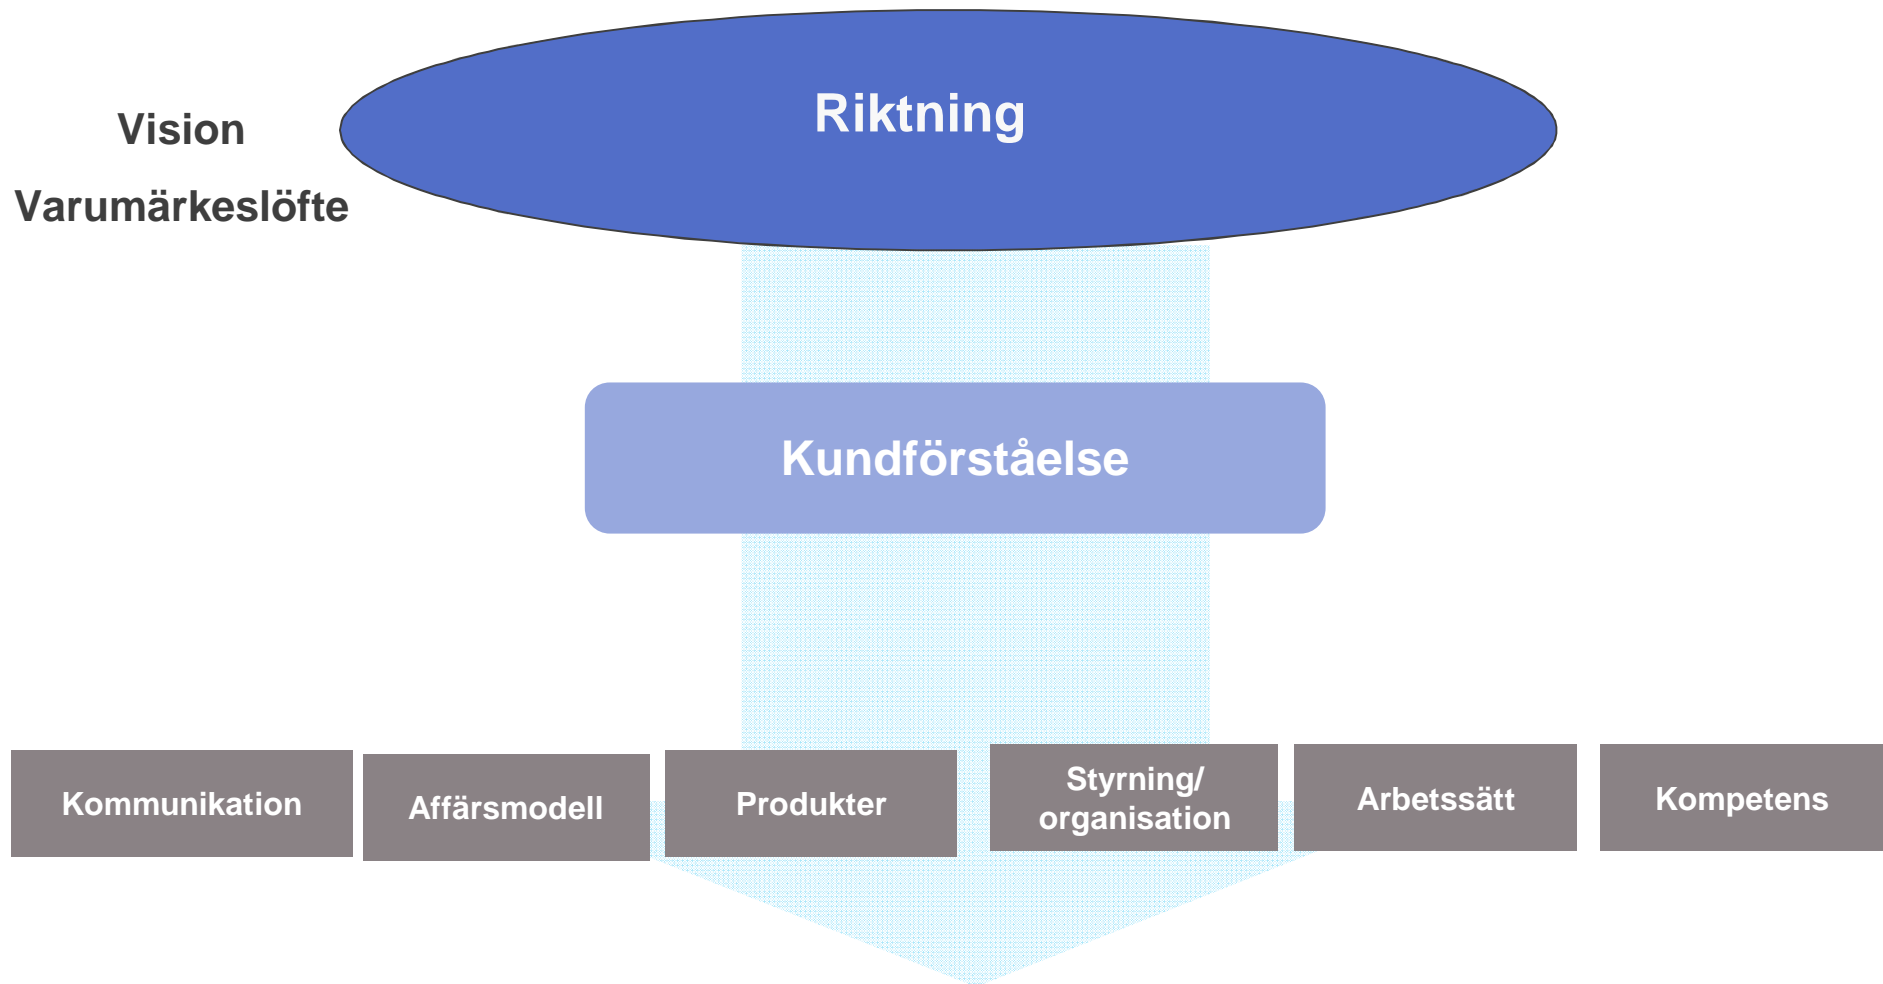 Riktning
Vision
Varumärkeslöfte
Kundförståelse
Kommunikation
Affärsmodell
Produkter
Styrning/
organisation
Arbetssätt
Kompetens